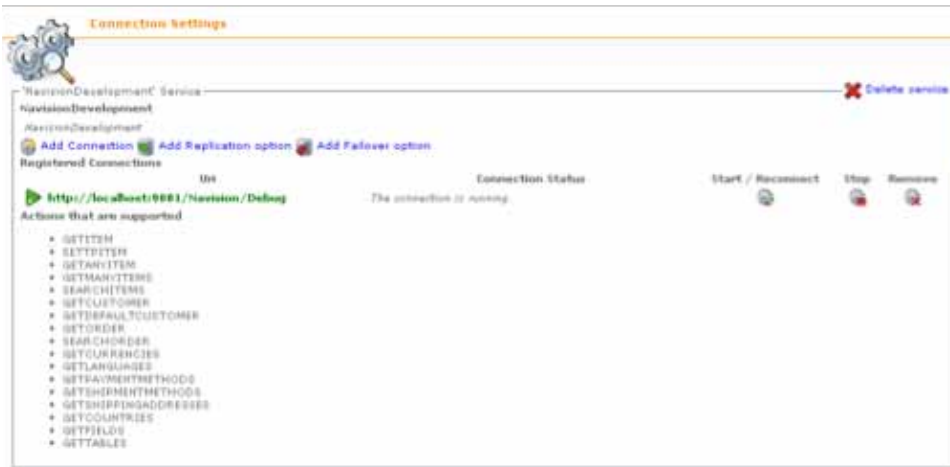 Connection Settings
'NavisionDevelopment' Service
Delete service
NavisionDevelopment
NavisionDevelopment
Add Connection Add Replication option Add Failover option
Registered Connections
Uri Connection Status Start / Reconnect Stop Remove
http://localhost:9001/Navision/Debug The connection is running.
Actions that are supported
GETITEM
GETANYITEM
GETMANYITEMS
SEARCHITEMS
GETCUSTOMER
GETDEFAULTCUSTOMER
GETORDER
SEARCHORDER
GETCURRENCIES
GETLANGUAGES
GETPAYMENTMETHODS
GETSHIPMENTMETHODS
GETSHIPPINGADDRESSES
GETCOUNTRIES
GETFIELDS
GETTABLES